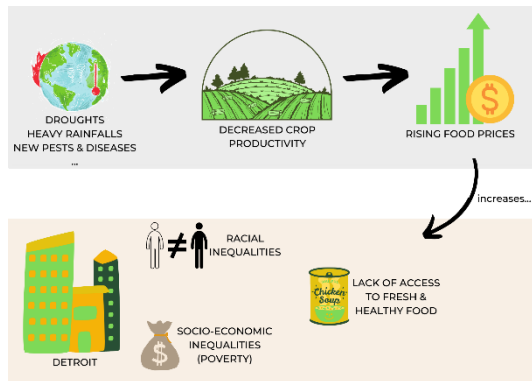 DROUGHTS
HEAVY RAINFALLS
NEW PESTS & DISEASES
...
DECREASED CROP
PRODUCTIVITY
$
RISING FOOD PRICES
increases...
RACIAL
INEQUALITIES
Chicken
Soup
LACK OF ACCESS
TO FRESH &
HEALTHY FOOD
$
SOCIO-ECONOMIC
INEQUALITIES
(POVERTY)
DETROIT